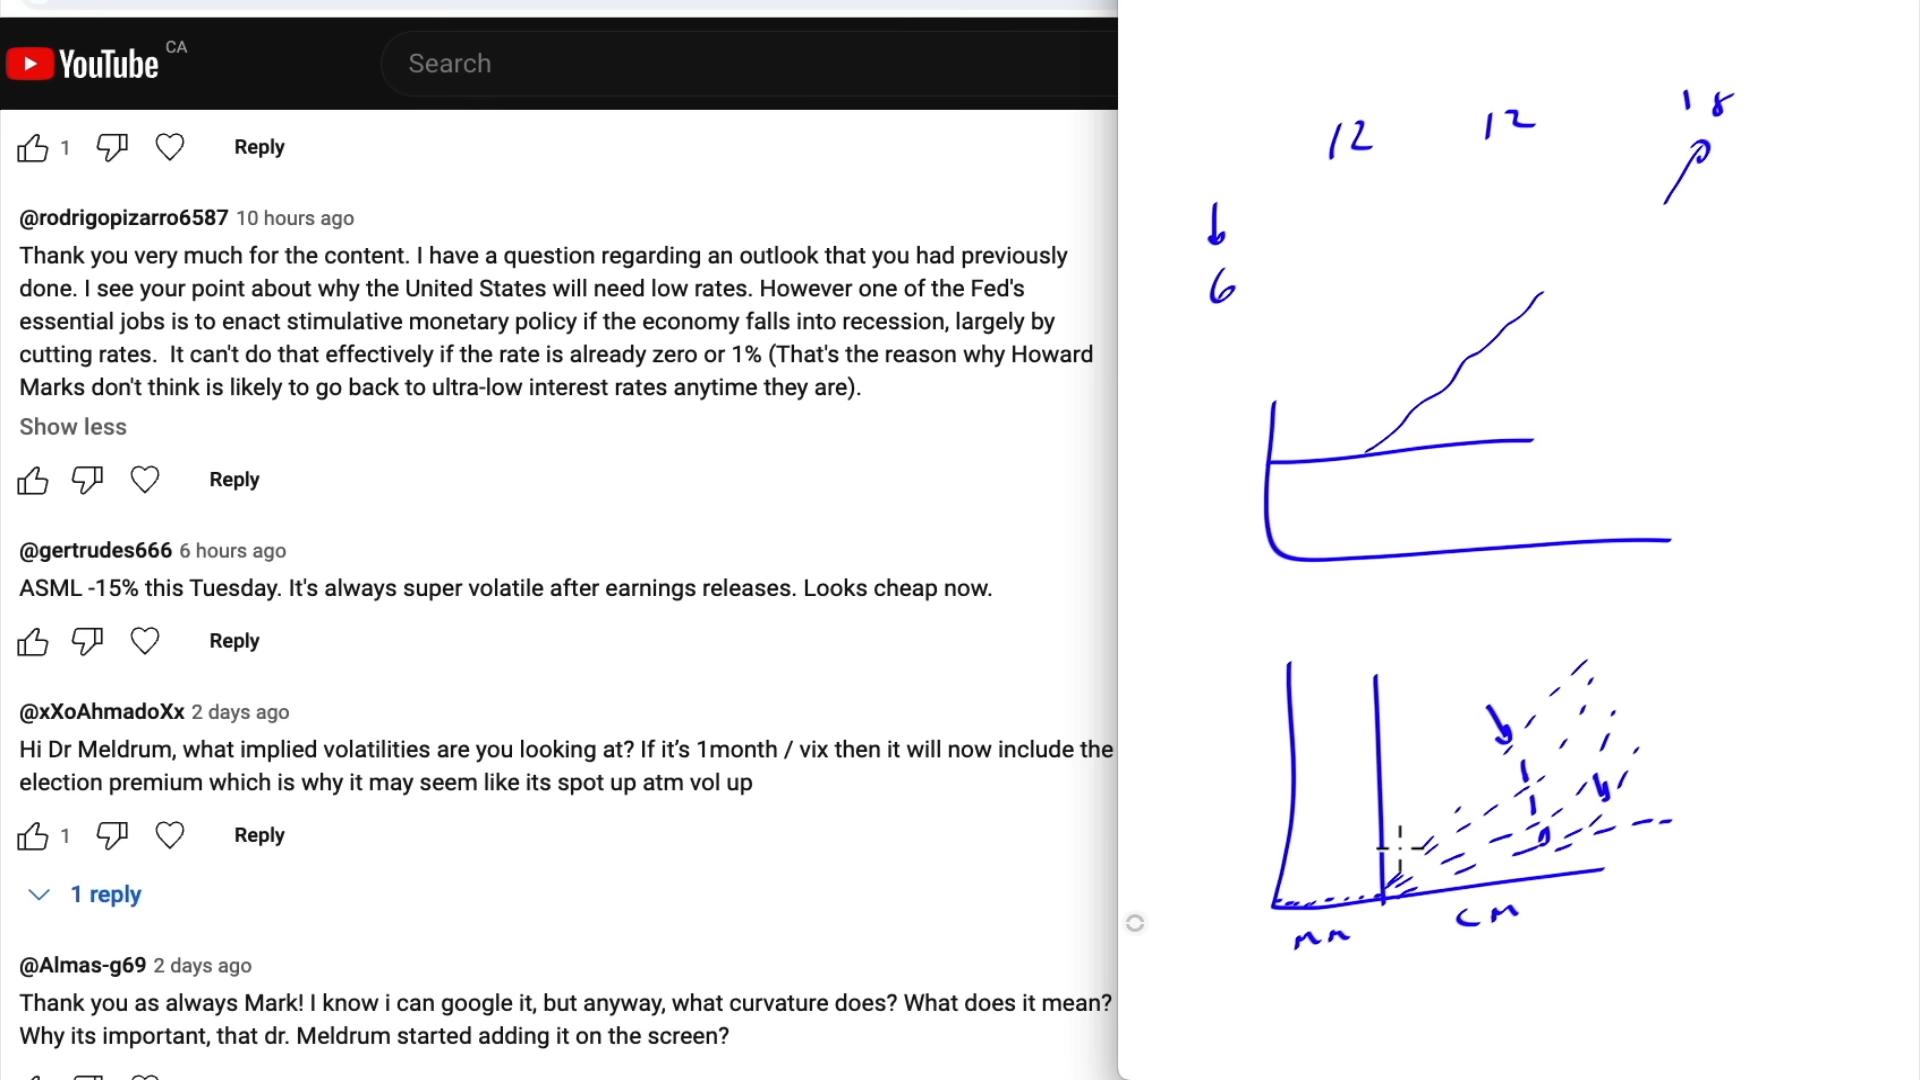 YouTube CA
Search
1
Reply
@rodrigopizarro6587 10 hours ago
Thank you very much for the content. I have a question regarding an outlook that you had previously
done. I see your point about why the United States will need low rates. However one of the Fed's
essential jobs is to enact stimulative monetary policy if the economy falls into recession, largely by
cutting rates.  It can't do that effectively if the rate is already zero or 1% (That's the reason why Howard
Marks don't think is likely to go back to ultra-low interest rates anytime they are).
Show less
Reply
@gertrudes666 6 hours ago
ASML -15% this Tuesday. It's always super volatile after earnings releases. Looks cheap now.
Reply
@xXoAhmadoXx 2 days ago
Hi Dr Meldrum, what implied volatilities are you looking at? If it’s 1month / vix then it will now include the
election premium which is why it may seem like its spot up atm vol up
1
Reply
1 reply
@Almas-g69 2 days ago
Thank you as always Mark! I know i can google it, but anyway, what curvature does? What does it mean?
Why its important, that dr. Meldrum started adding it on the screen?
12 12 18
6
MM CM